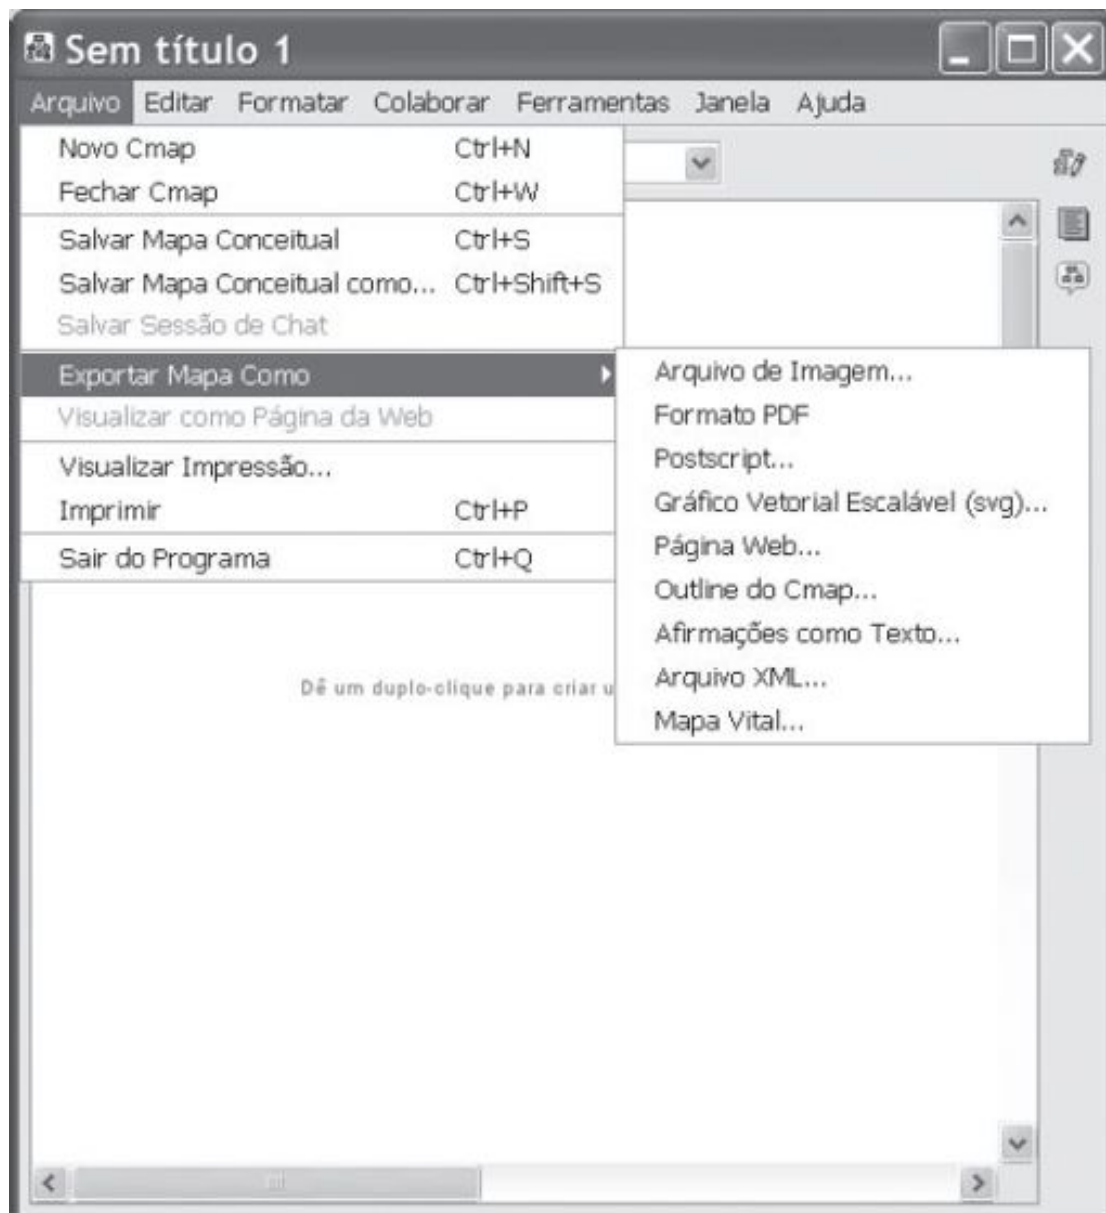 Sem título 1
Arquivo Editar Formatar Colaborar Ferramentas Janela Ajuda
Novo Cmap Ctrl+N
Fechar Cmap Ctrl+W
Salvar Mapa Conceitual Ctrl+S
Salvar Mapa Conceitual como... Ctrl+Shift+S
Salvar Sessão de Chat
Exportar Mapa Como
Visualizar como Página da Web
Visualizar Impressão...
Imprimir Ctrl+P
Sair do Programa Ctrl+Q
Arquivo de Imagem...
Formato PDF
Postscript...
Gráfico Vetorial Escalável (svg)...
Página Web...
Outline do Cmap...
Afirmações como Texto...
Arquivo XML...
Mapa Vital...
Dê um duplo-clique para criar u